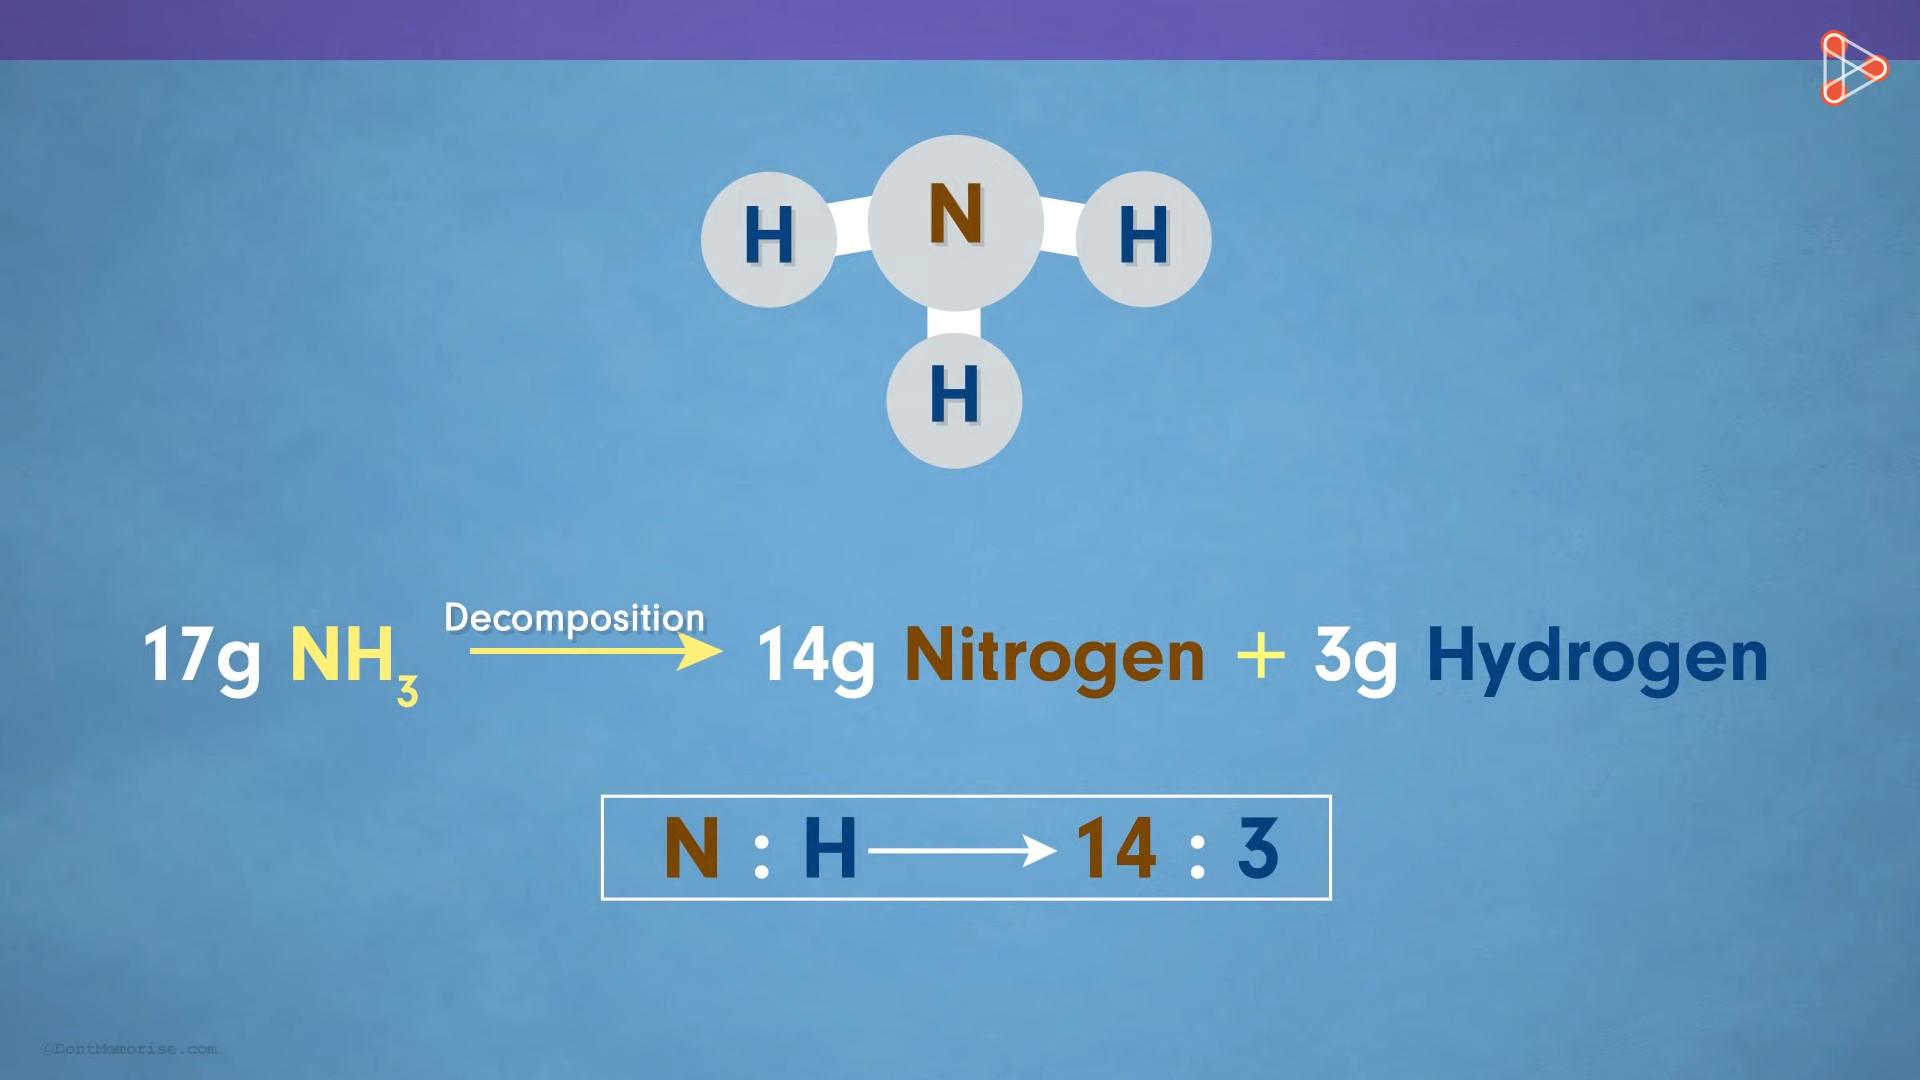 N
H H
H
Decomposition
17g NH₃ 14g Nitrogen + 3g Hydrogen
N : H 14 : 3
©DontMemorise.com